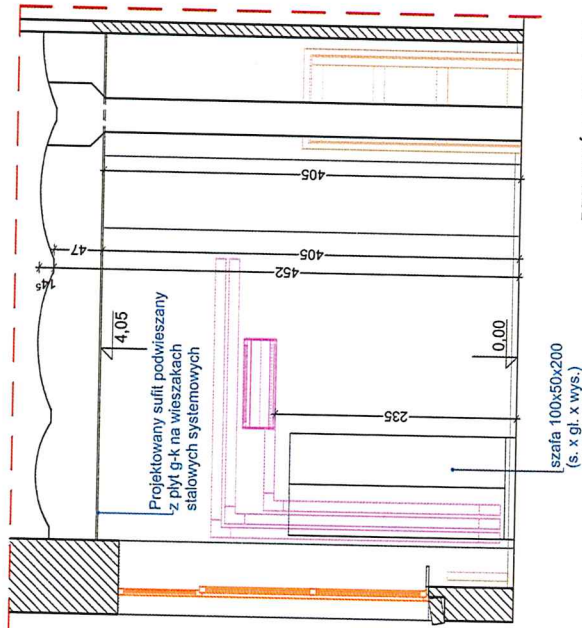 14⁵
47
452
405
405
4,05
0,00
235
Projektowany sufit podwieszany
z płyt g-k na wieszakach
stalowych systemowych
szafa 100x50x200
(s. x gł. x wys.)